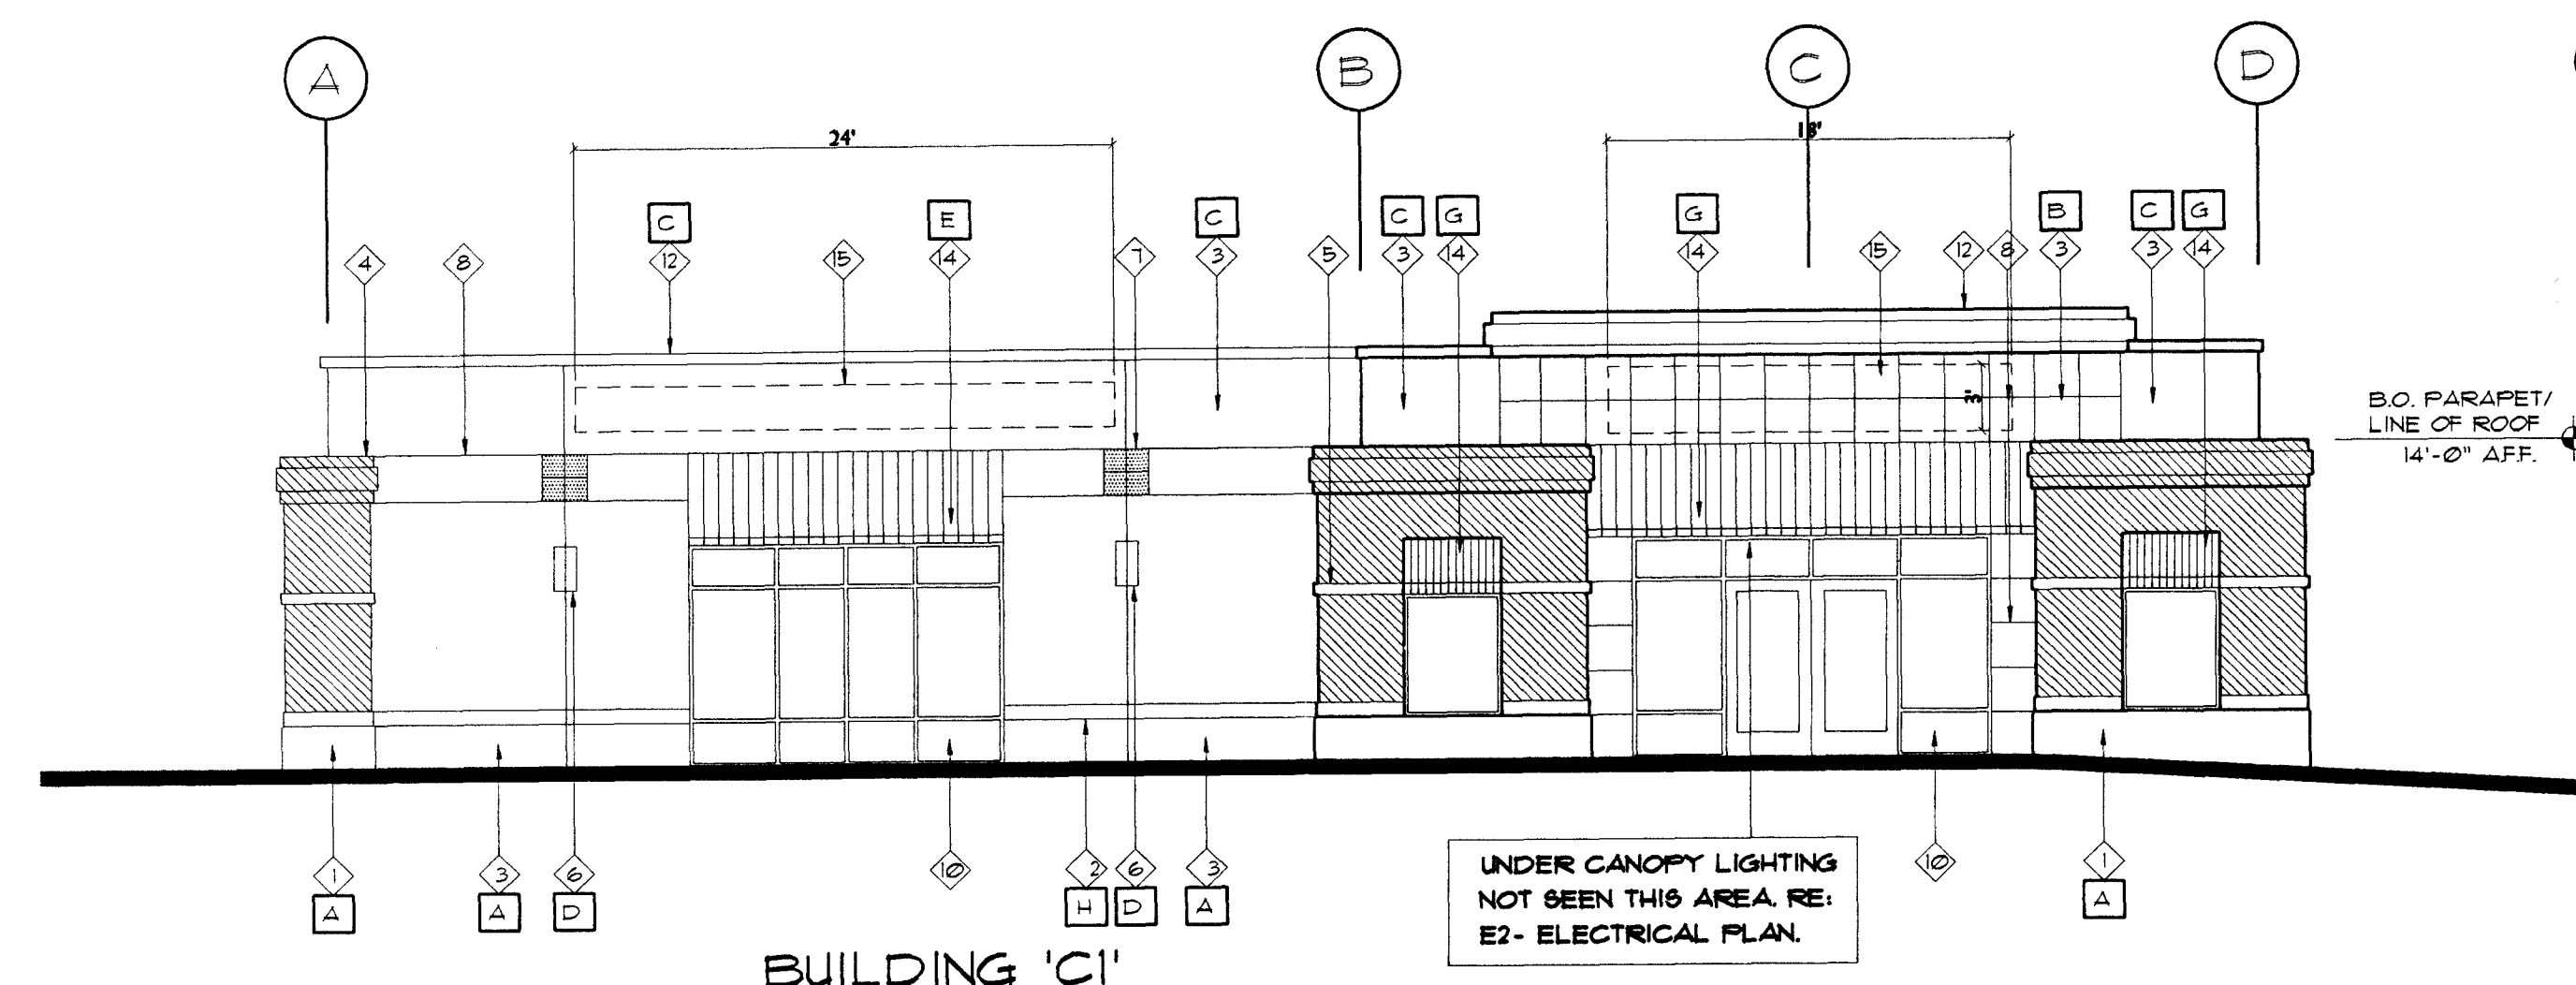 A
B
C
D
24'
18'
C
E
C
C
G
G
B
C
G
4
8
12
15
14
7
3
5
3
14
14
15
12
8
3
3
14
3'
B.O. PARAPET/
LINE OF ROOF
14'-0" A.F.F.
1
3
6
10
2
6
3
10
1
A
A
D
H
D
A
A
UNDER CANOPY LIGHTING
NOT SEEN THIS AREA. RE:
E2- ELECTRICAL PLAN.
BUILDING 'C1'